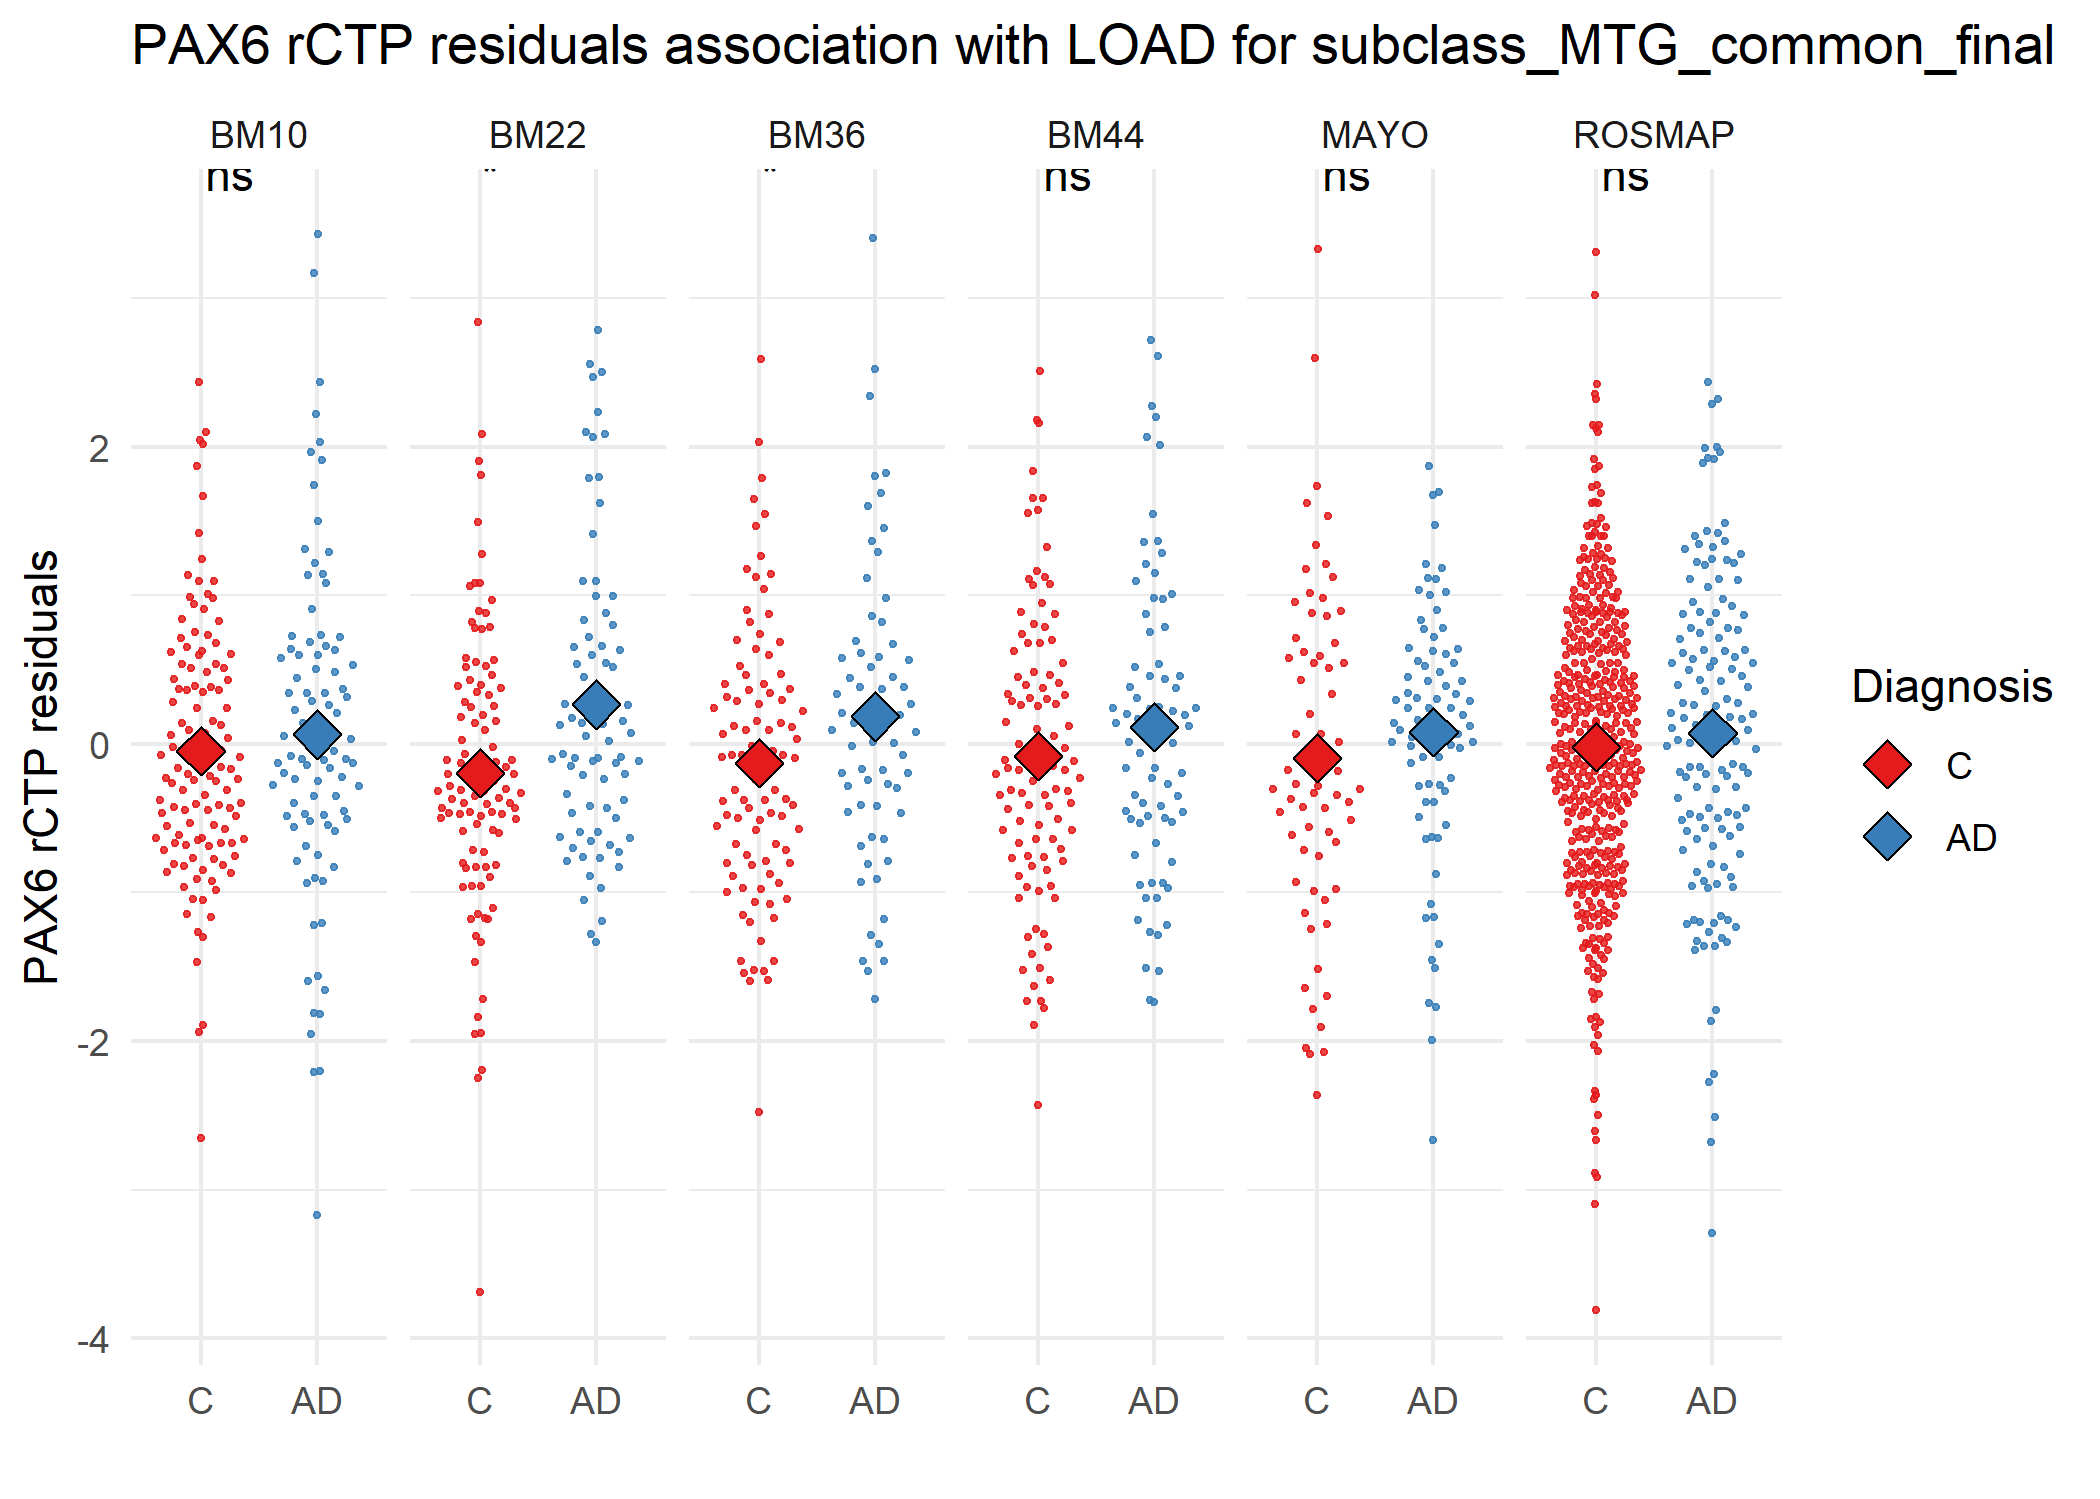 PAX6 rCTP residuals association with LOAD for subclass_MTG_common_final
BM10 BM22 BM36 BM44 MAYO ROSMAP
ns * * ns ns ns
PAX6 rCTP residuals
2
0
-2
-4
C AD C AD C AD C AD C AD C AD
Diagnosis
C
AD